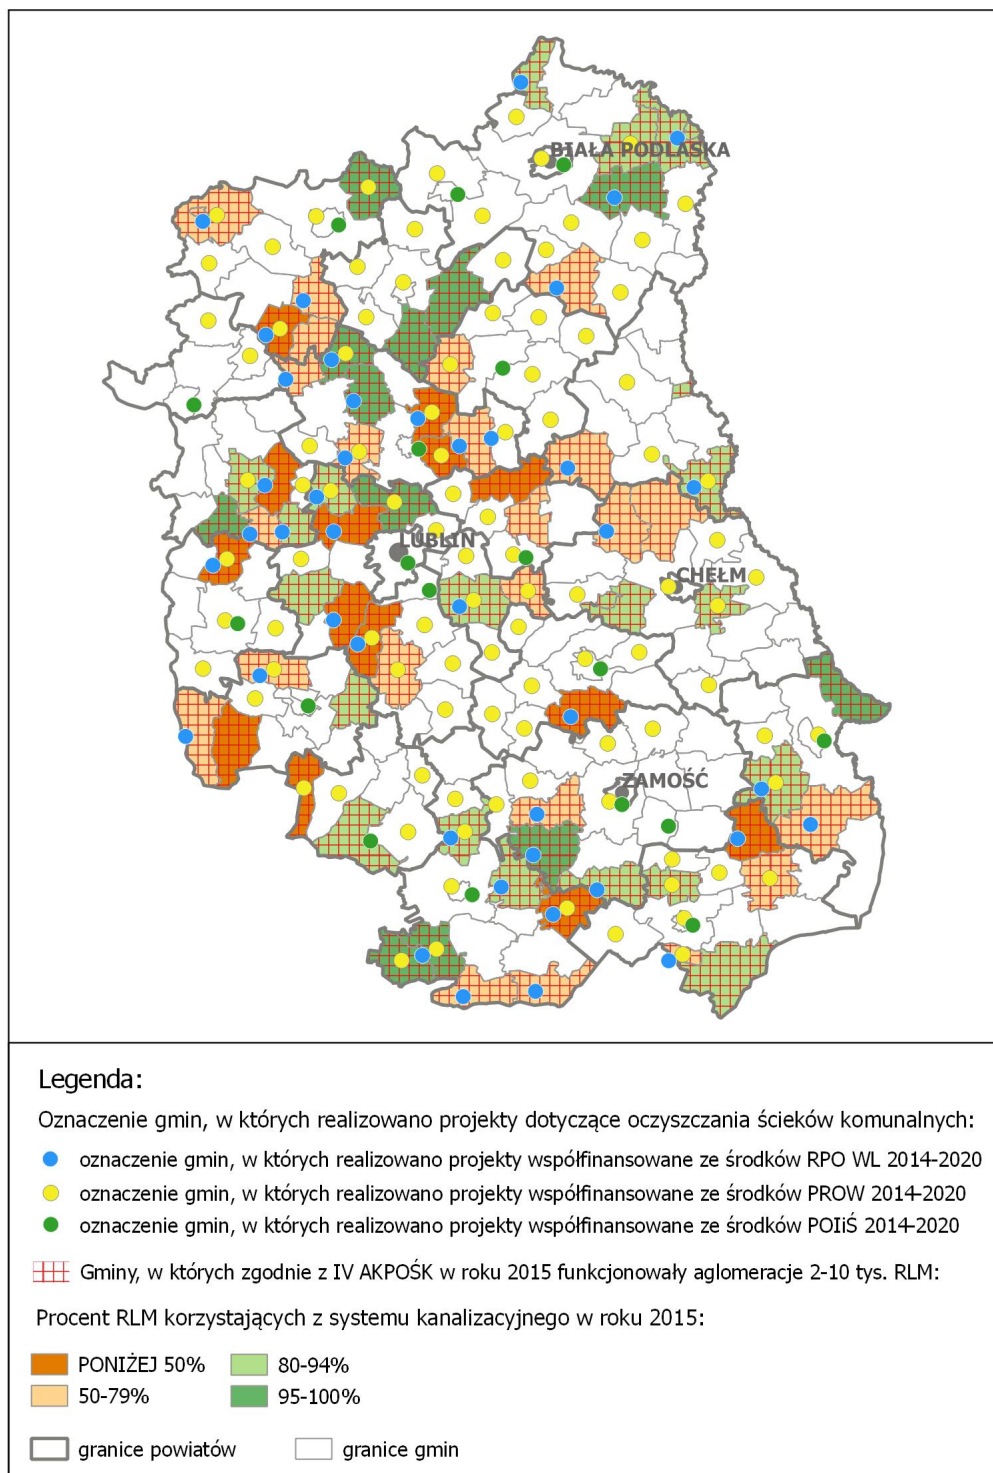 BIAŁA PODLASKA
LUBLIN
CHEŁM
ZAMOŚĆ
Legenda:
Oznaczenie gmin, w których realizowano projekty dotyczące oczyszczania ścieków komunalnych:
oznaczenie gmin, w których realizowano projekty współfinansowane ze środków RPO WL 2014-2020
oznaczenie gmin, w których realizowano projekty współfinansowane ze środków PROW 2014-2020
oznaczenie gmin, w których realizowano projekty współfinansowane ze środków POIiŚ 2014-2020
Gminy, w których zgodnie z IV AKPOŚK w roku 2015 funkcjonowały aglomeracje 2-10 tys. RLM:
Procent RLM korzystających z systemu kanalizacyjnego w roku 2015:
PONIŻEJ 50% 80-94%
50-79% 95-100%
granice powiatów granice gmin